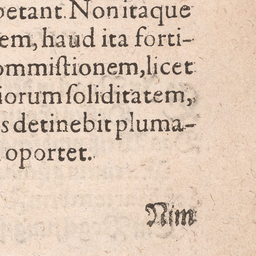 petant. Non itaque
em, haud ita forti-
ommiſtionem, licet
iorum ſoliditatem,
s detinebit pluma-
oportet.
Nim